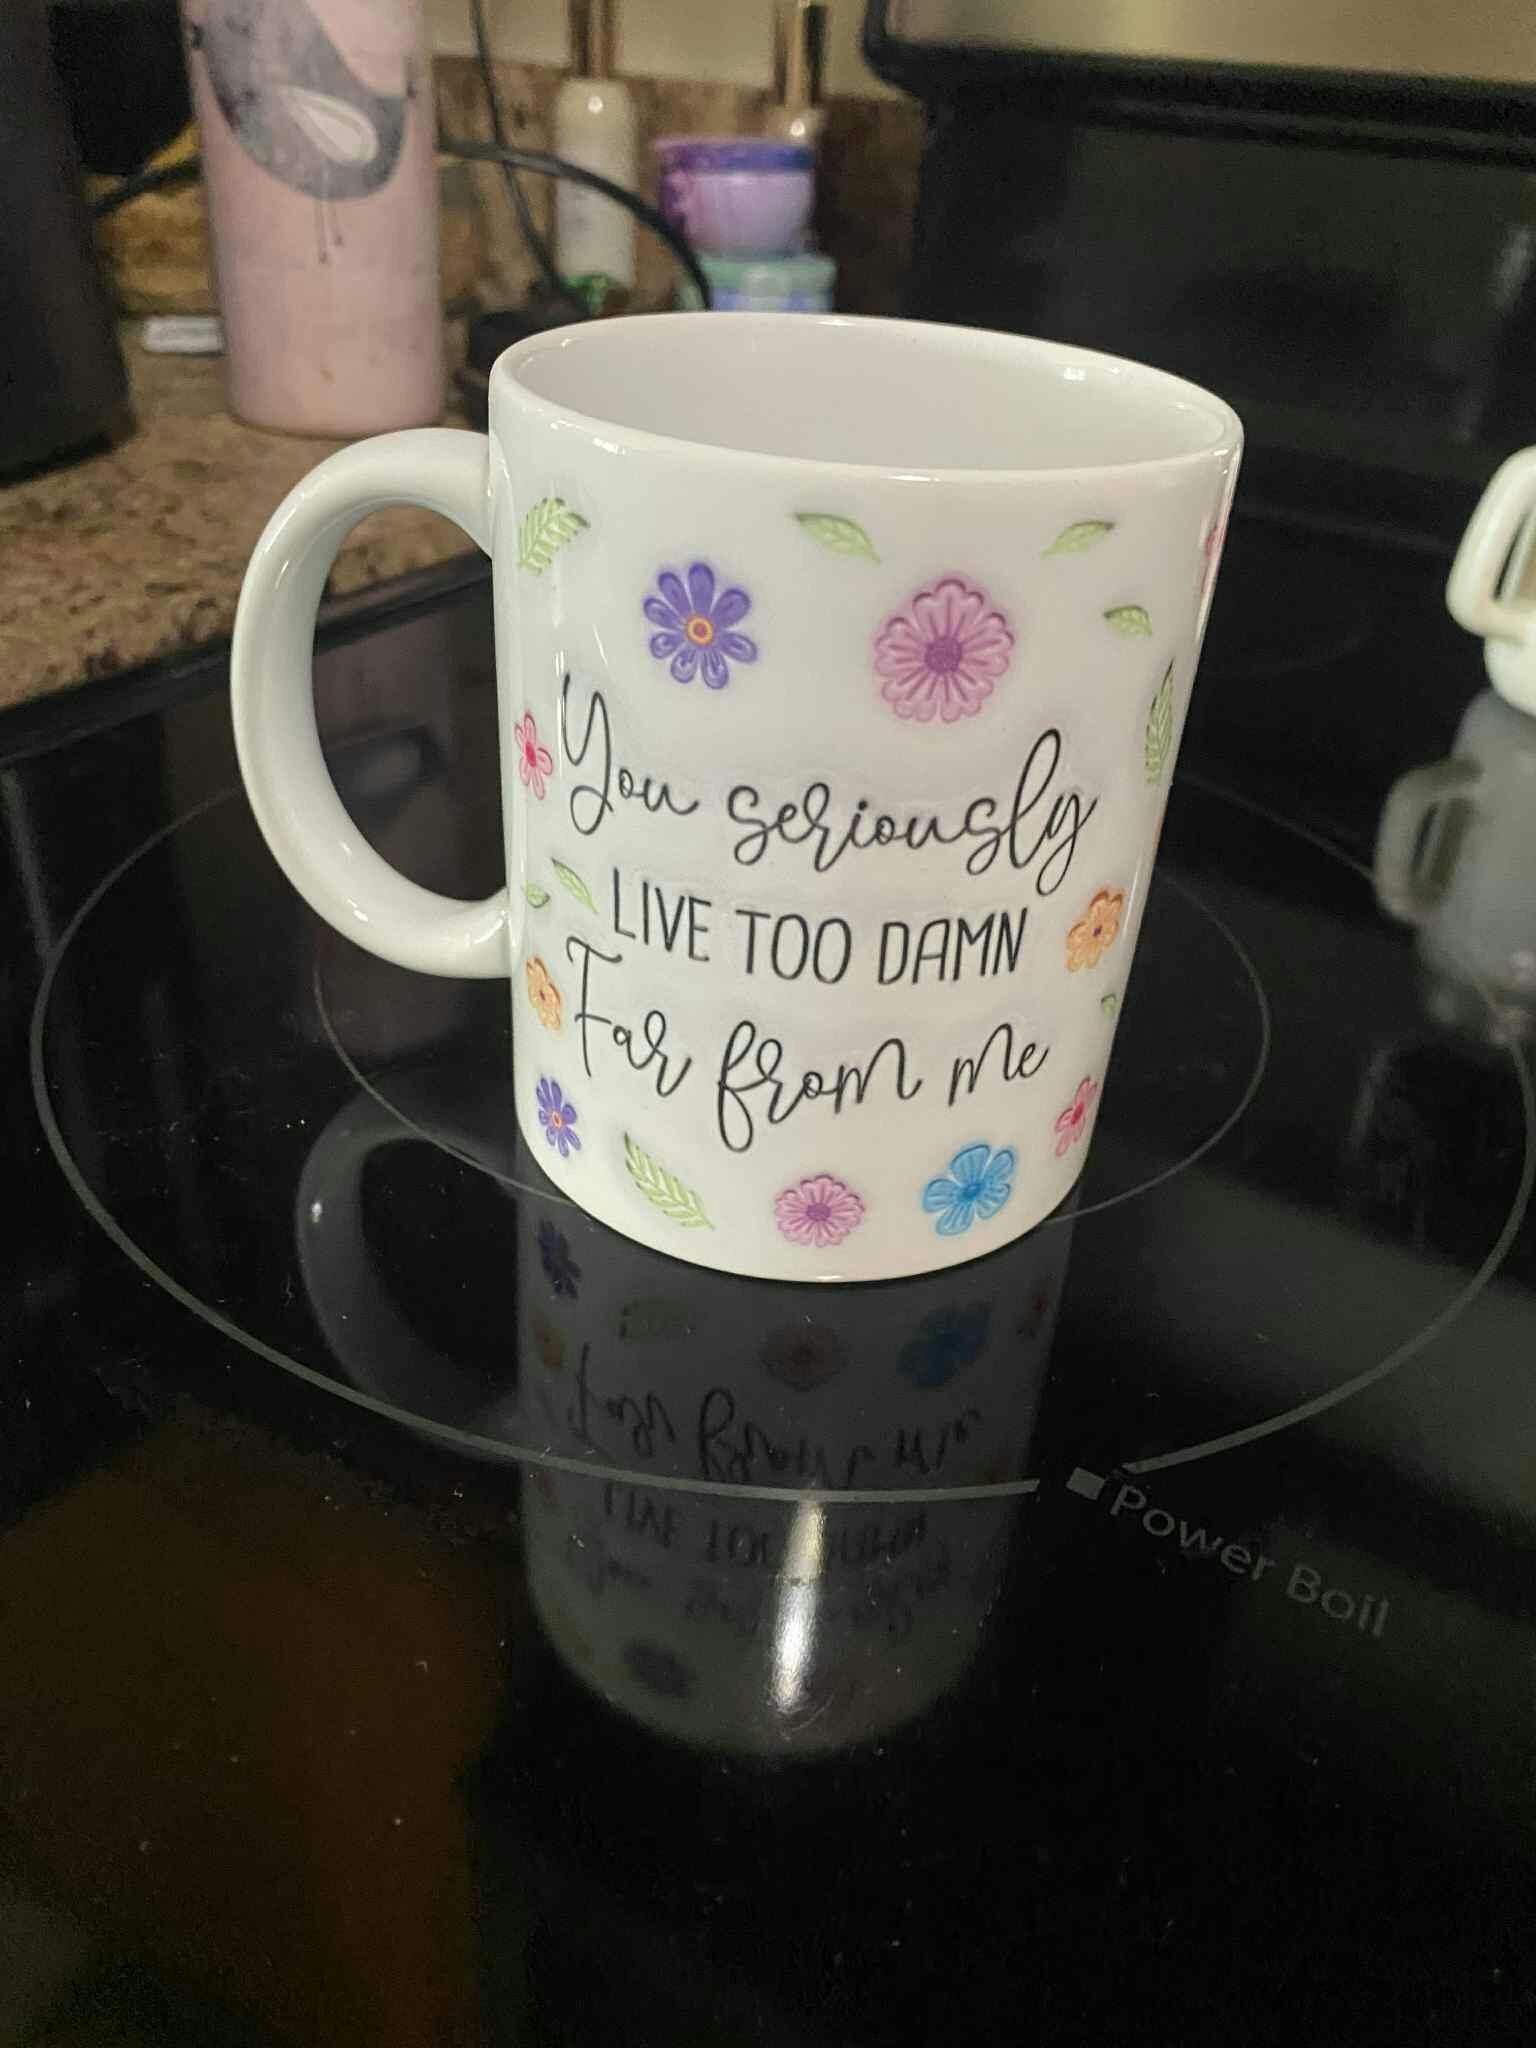 You seriously
LIVE TOO DAMN
Far from me
Power Boil